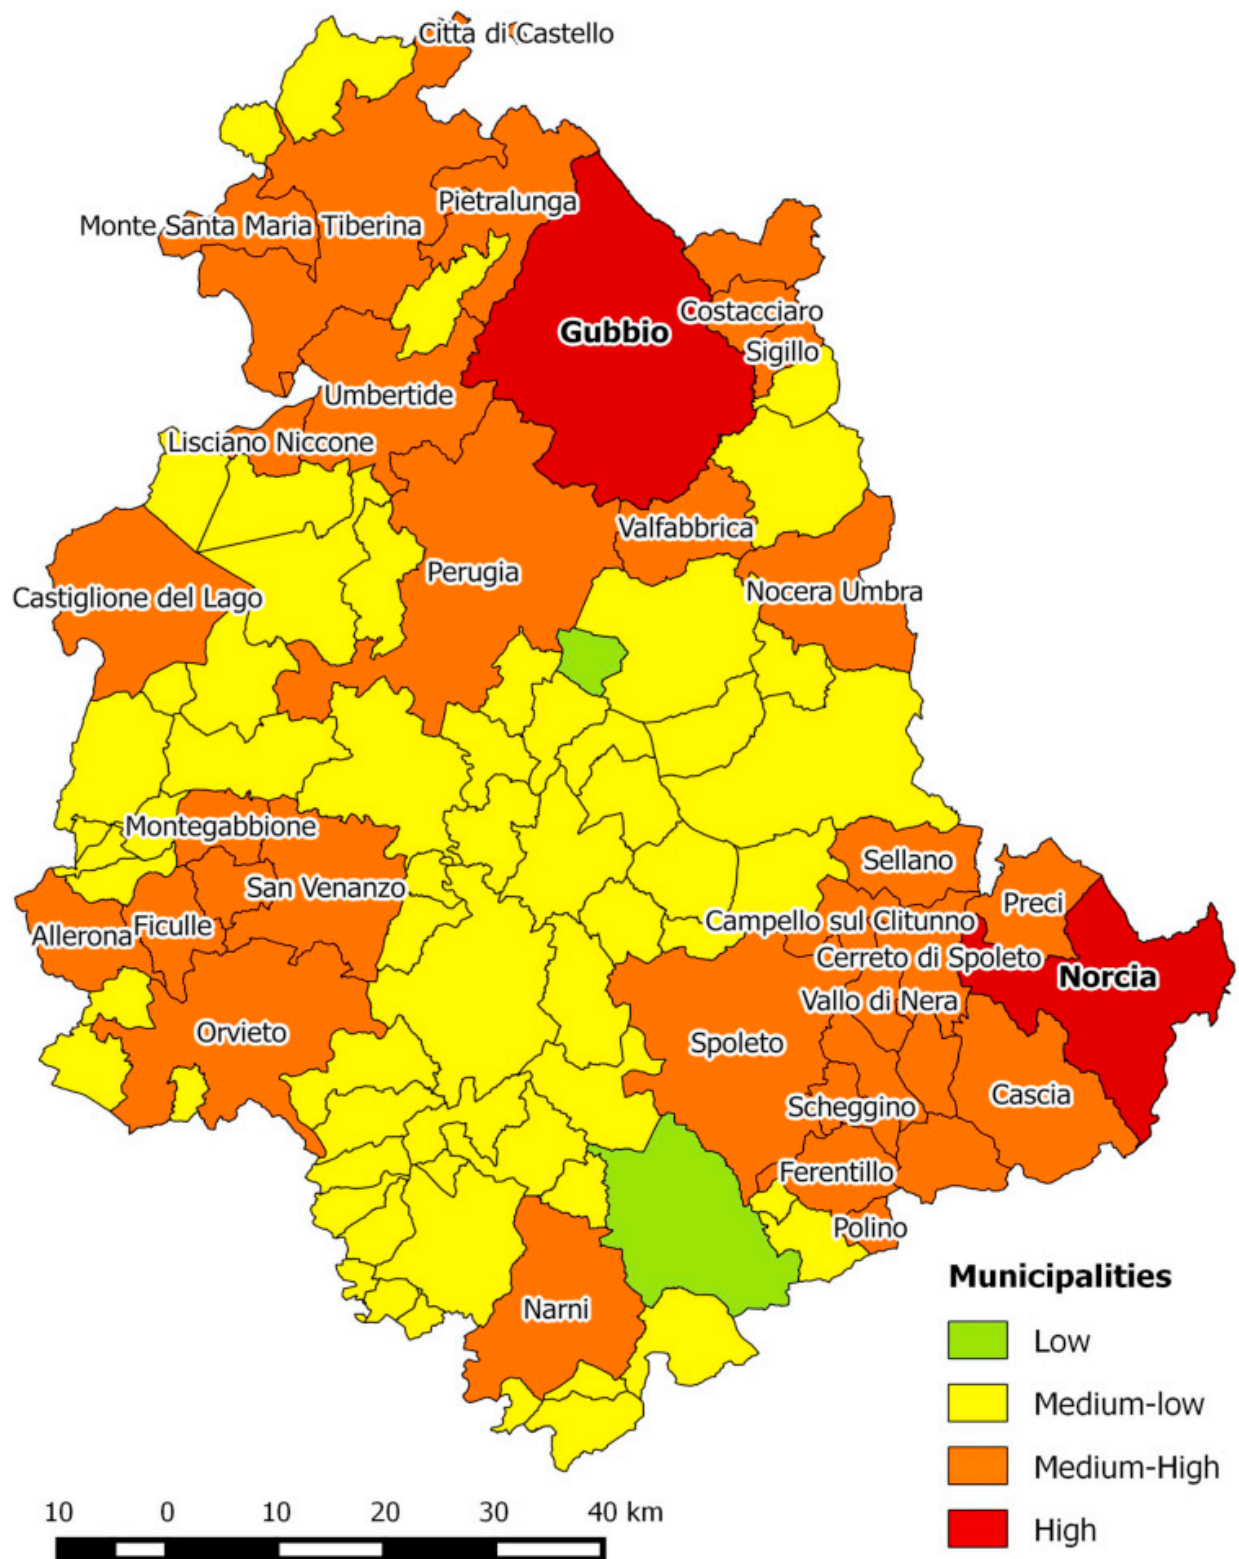 Citta di Castello
Pietralunga
Monte Santa Maria Tiberina
Costacciaro
Gubbio
Sigillo
Umbertide
Lisciano Niccone
Valfabbrica
Perugia
Nocera Umbra
Castiglione del Lago
Montegabbione
Sellano
San Venanzo
Preci
Campello sul Clitunno
Ficulle
Allerona
Cerreto di Spoleto
Norcia
Vallo di Nera
Orvieto
Spoleto
Cascia
Scheggino
Ferentillo
Polino
Narni
Municipalities
Low
Medium-low
Medium-High
High
10 0 10 20 30 40 km